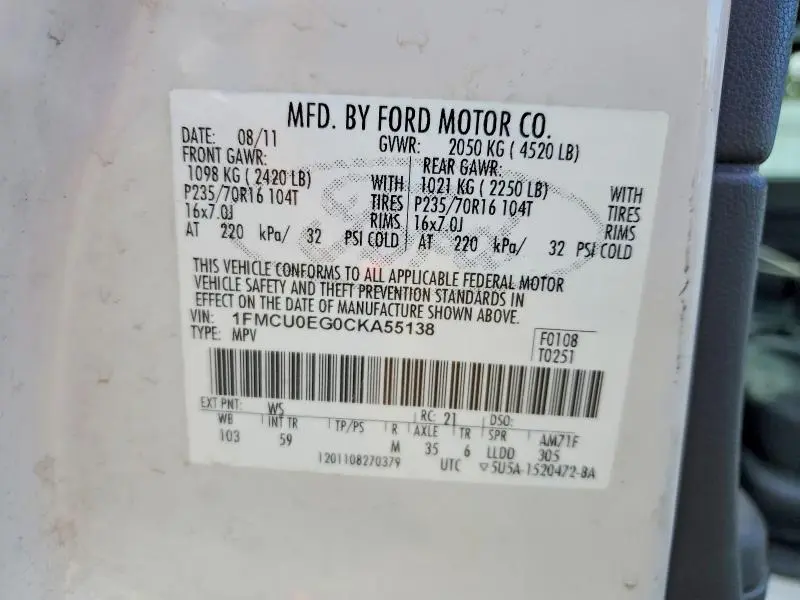 MFD. BY FORD MOTOR CO.
DATE: 08/11 GVWR: 2050 KG ( 4520 LB)
FRONT GAWR: REAR GAWR:
1098 KG ( 2420 LB) WITH 1021 KG ( 2250 LB) WITH
P235/70R16 104T TIRES P235/70R16 104T TIRES
16x7.0J RIMS 16x7.0J RIMS
AT 220 kPa/ 32 PSI COLD AT 220 kPa/ 32 PSI COLD
THIS VEHICLE CONFORMS TO ALL APPLICABLE FEDERAL MOTOR
VEHICLE SAFETY AND THEFT PREVENTION STANDARDS IN
EFFECT ON THE DATE OF MANUFACTURE SHOWN ABOVE.
VIN: 1FMCU0EG0CKA55138
TYPE: MPV
F0108
T0251
EXT PNT: WS RC: 21 DSO:
WB INT TR TP/PS R AXLE TR SPR AM71F
103 59 M 35 6 LLDD 305
1201108270379 UTC ▽5U5A-1520472-BA